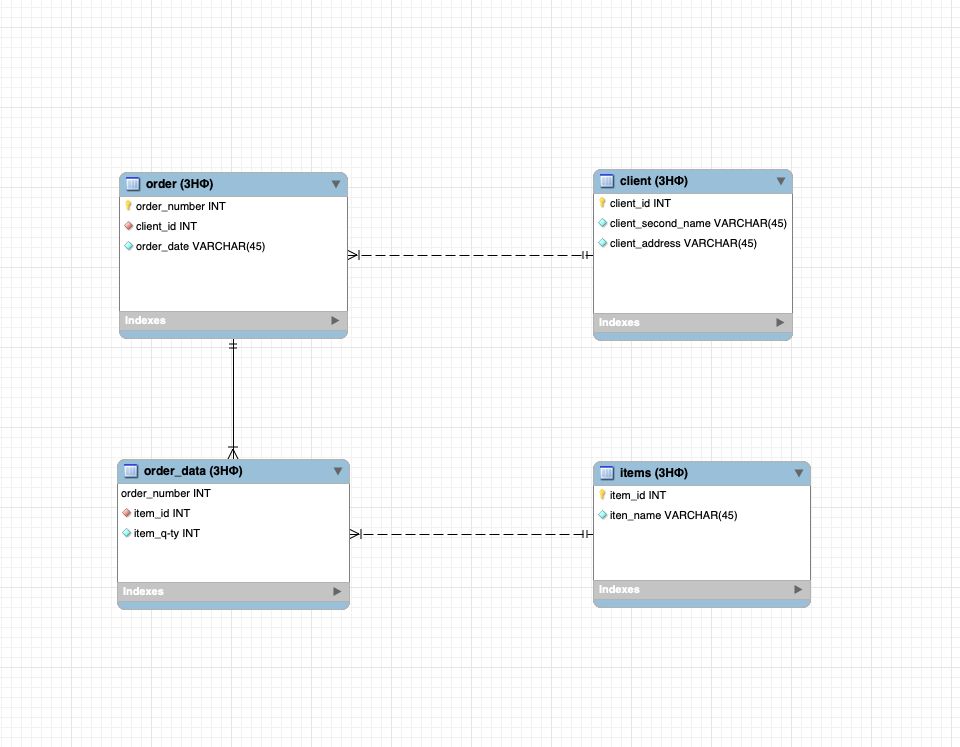 order (3НФ)
order_number INT
client_id INT
order_date VARCHAR(45)
Indexes
client (3НФ)
client_id INT
client_second_name VARCHAR(45)
client_address VARCHAR(45)
Indexes
order_data (3НФ)
order_number INT
item_id INT
item_q-ty INT
Indexes
items (3НФ)
item_id INT
iten_name VARCHAR(45)
Indexes